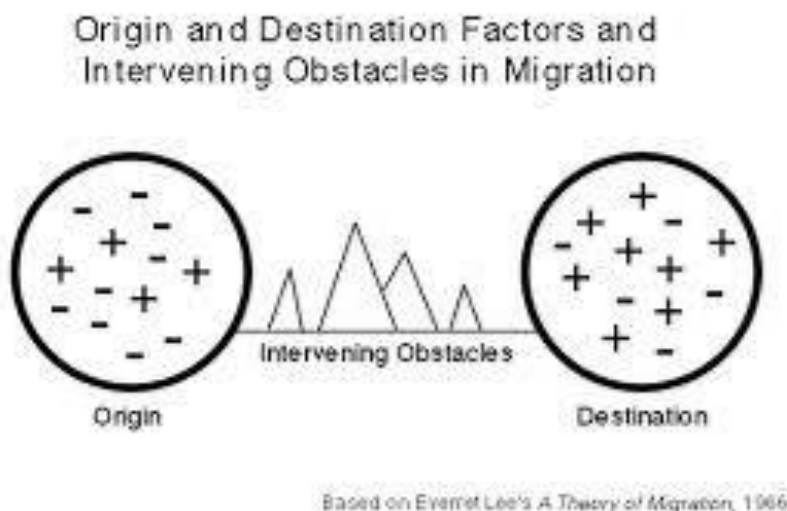 Origin and Destination Factors and
Intervening Obstacles in Migration
Intervening Obstacles
Origin
Destination
Based on Everret Lee's A Theory of Migration, 1966